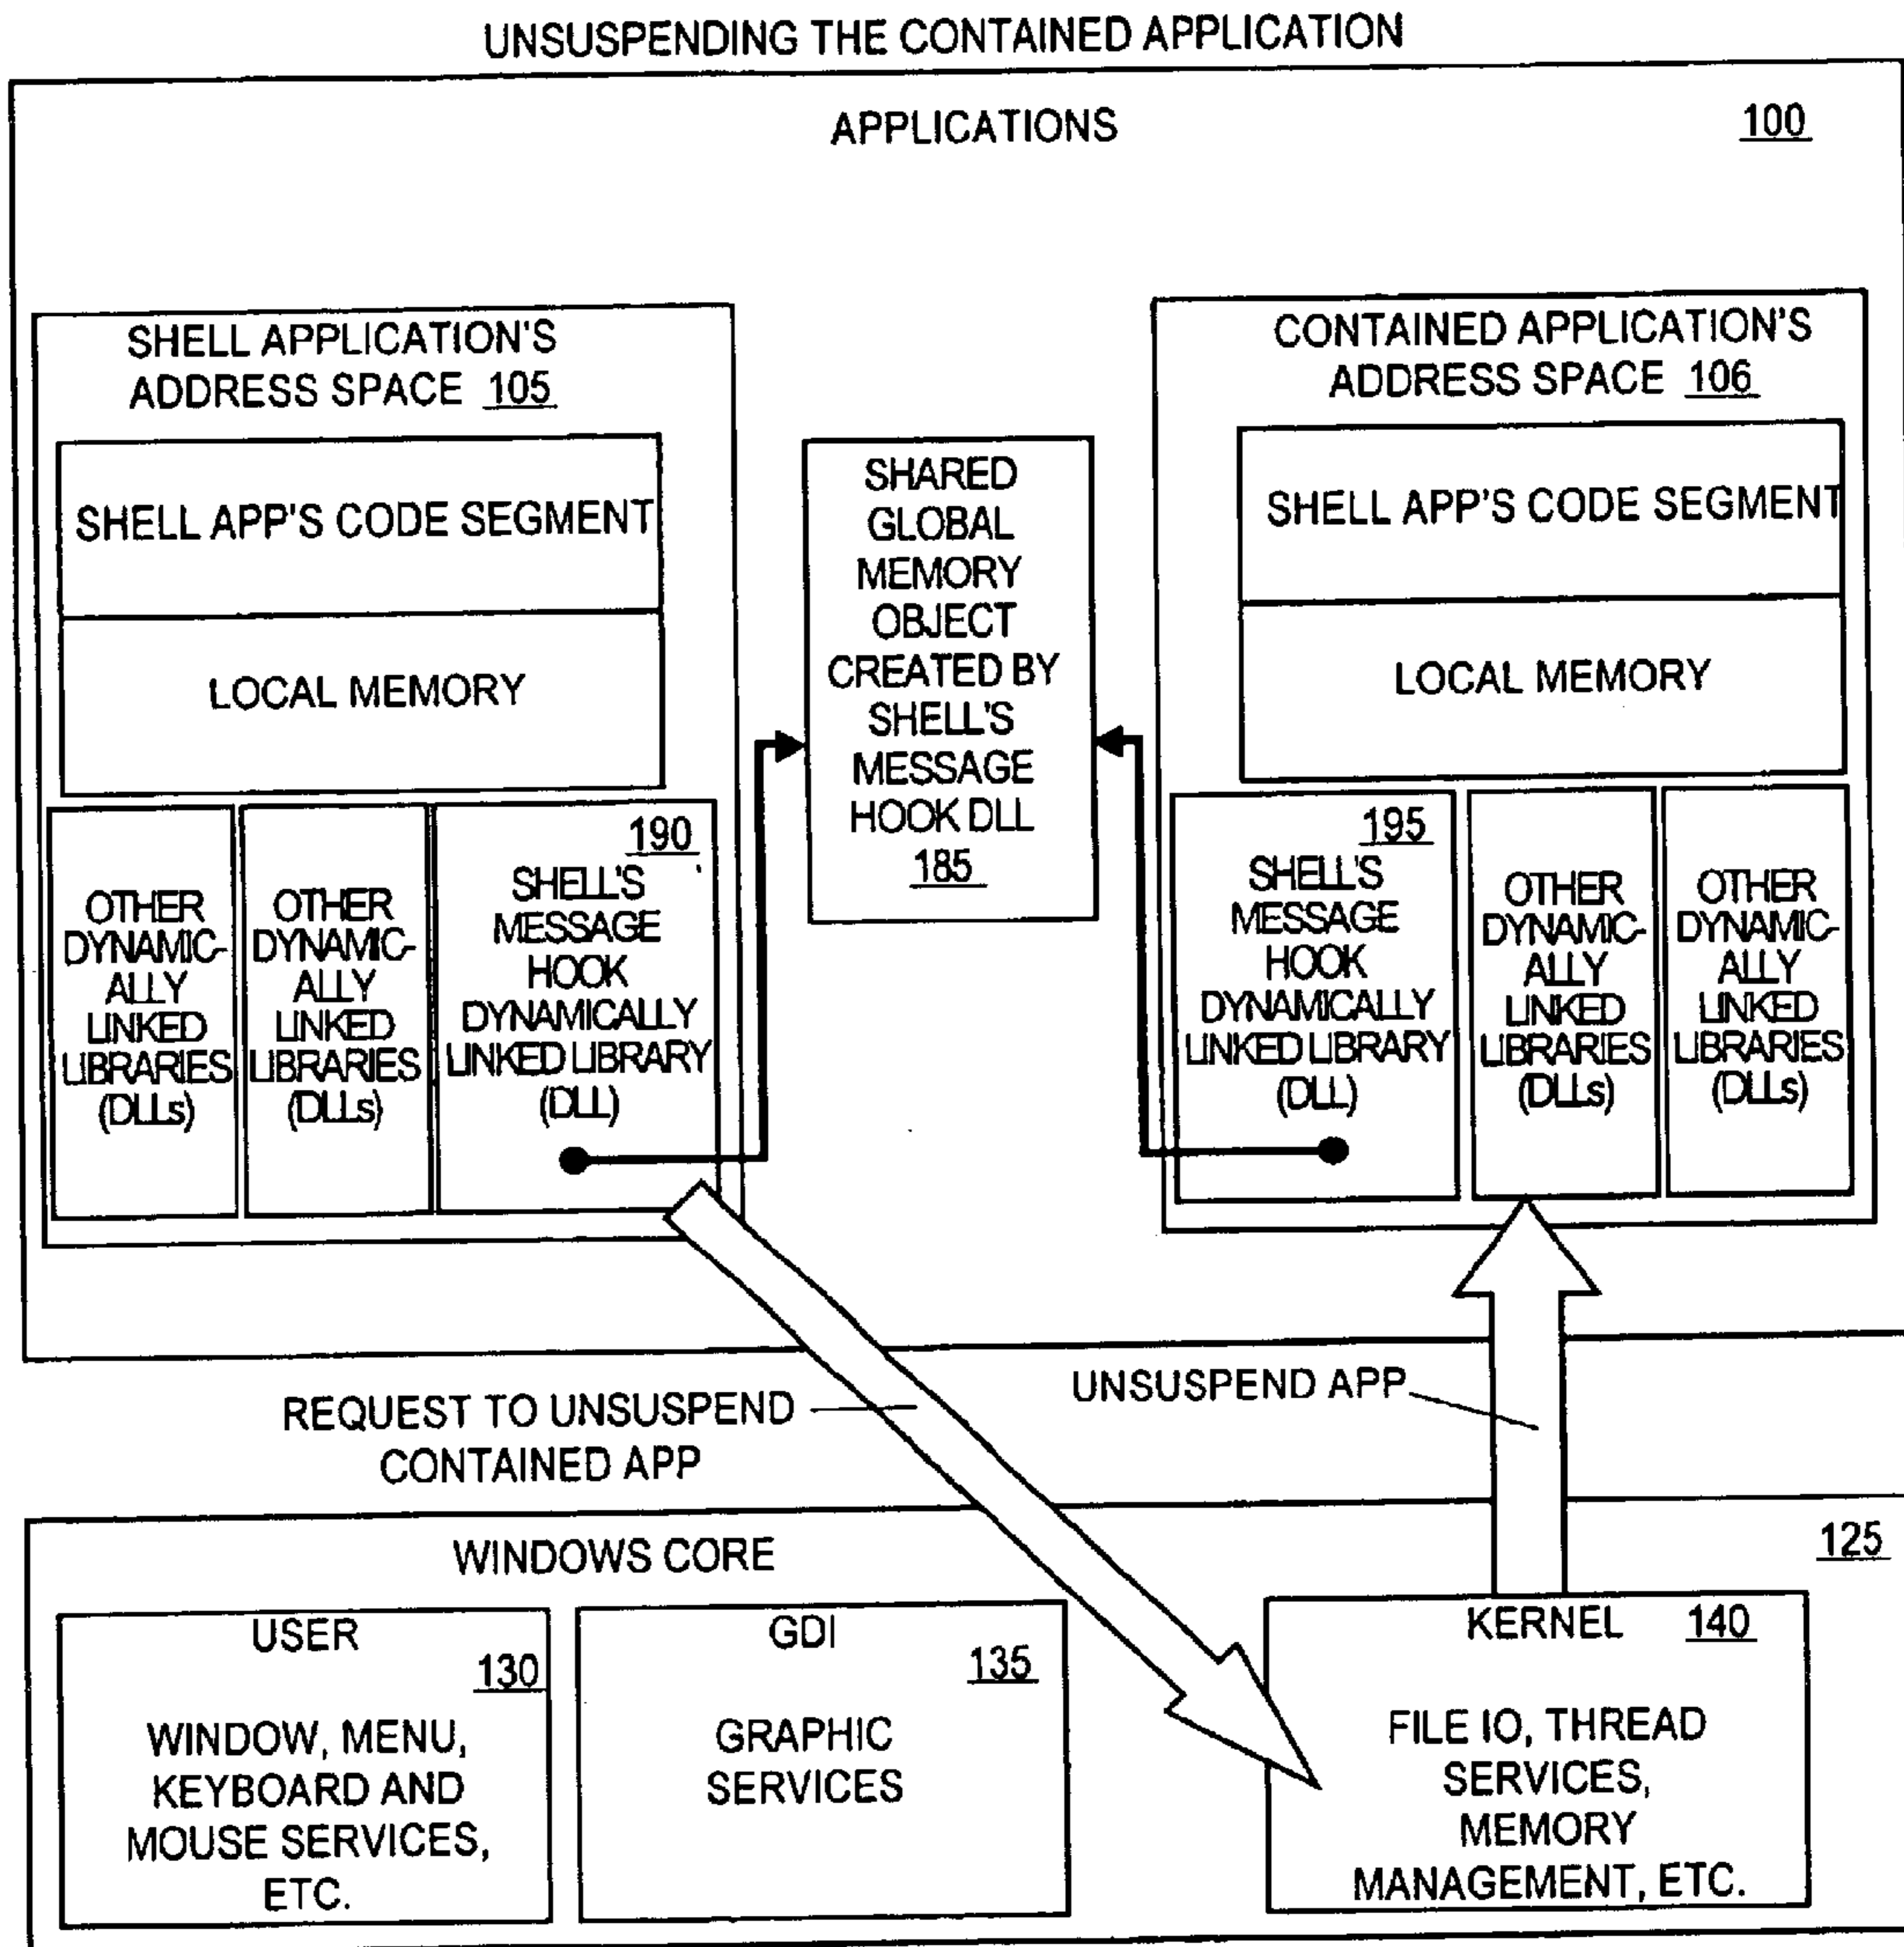 UNSUSPENDING THE CONTAINED APPLICATION
APPLICATIONS
100
SHELL APPLICATION'S
ADDRESS SPACE 105
SHELL APP'S CODE SEGMENT
LOCAL MEMORY
OTHER
DYNAMIC-
ALLY
LINKED
LIBRARIES
(DLLs)
OTHER
DYNAMIC-
ALLY
LINKED
LIBRARIES
(DLLs)
190
SHELL'S
MESSAGE
HOOK
DYNAMICALLY
LINKED LIBRARY
(DLL)
SHARED
GLOBAL
MEMORY
OBJECT
CREATED BY
SHELL'S
MESSAGE
HOOK DLL
185
CONTAINED APPLICATION'S
ADDRESS SPACE 106
SHELL APP'S CODE SEGMENT
LOCAL MEMORY
195
SHELL'S
MESSAGE
HOOK
DYNAMICALLY
LINKED LIBRARY
(DLL)
OTHER
DYNAMIC-
ALLY
LINKED
LIBRARIES
(DLLs)
OTHER
DYNAMIC-
ALLY
LINKED
LIBRARIES
(DLLs)
REQUEST TO UNSUSPEND
CONTAINED APP
UNSUSPEND APP
WINDOWS CORE
125
USER
130
WINDOW, MENU,
KEYBOARD AND
MOUSE SERVICES,
ETC.
GDI
135
GRAPHIC
SERVICES
KERNEL 140
FILE IO, THREAD
SERVICES,
MEMORY
MANAGEMENT, ETC.